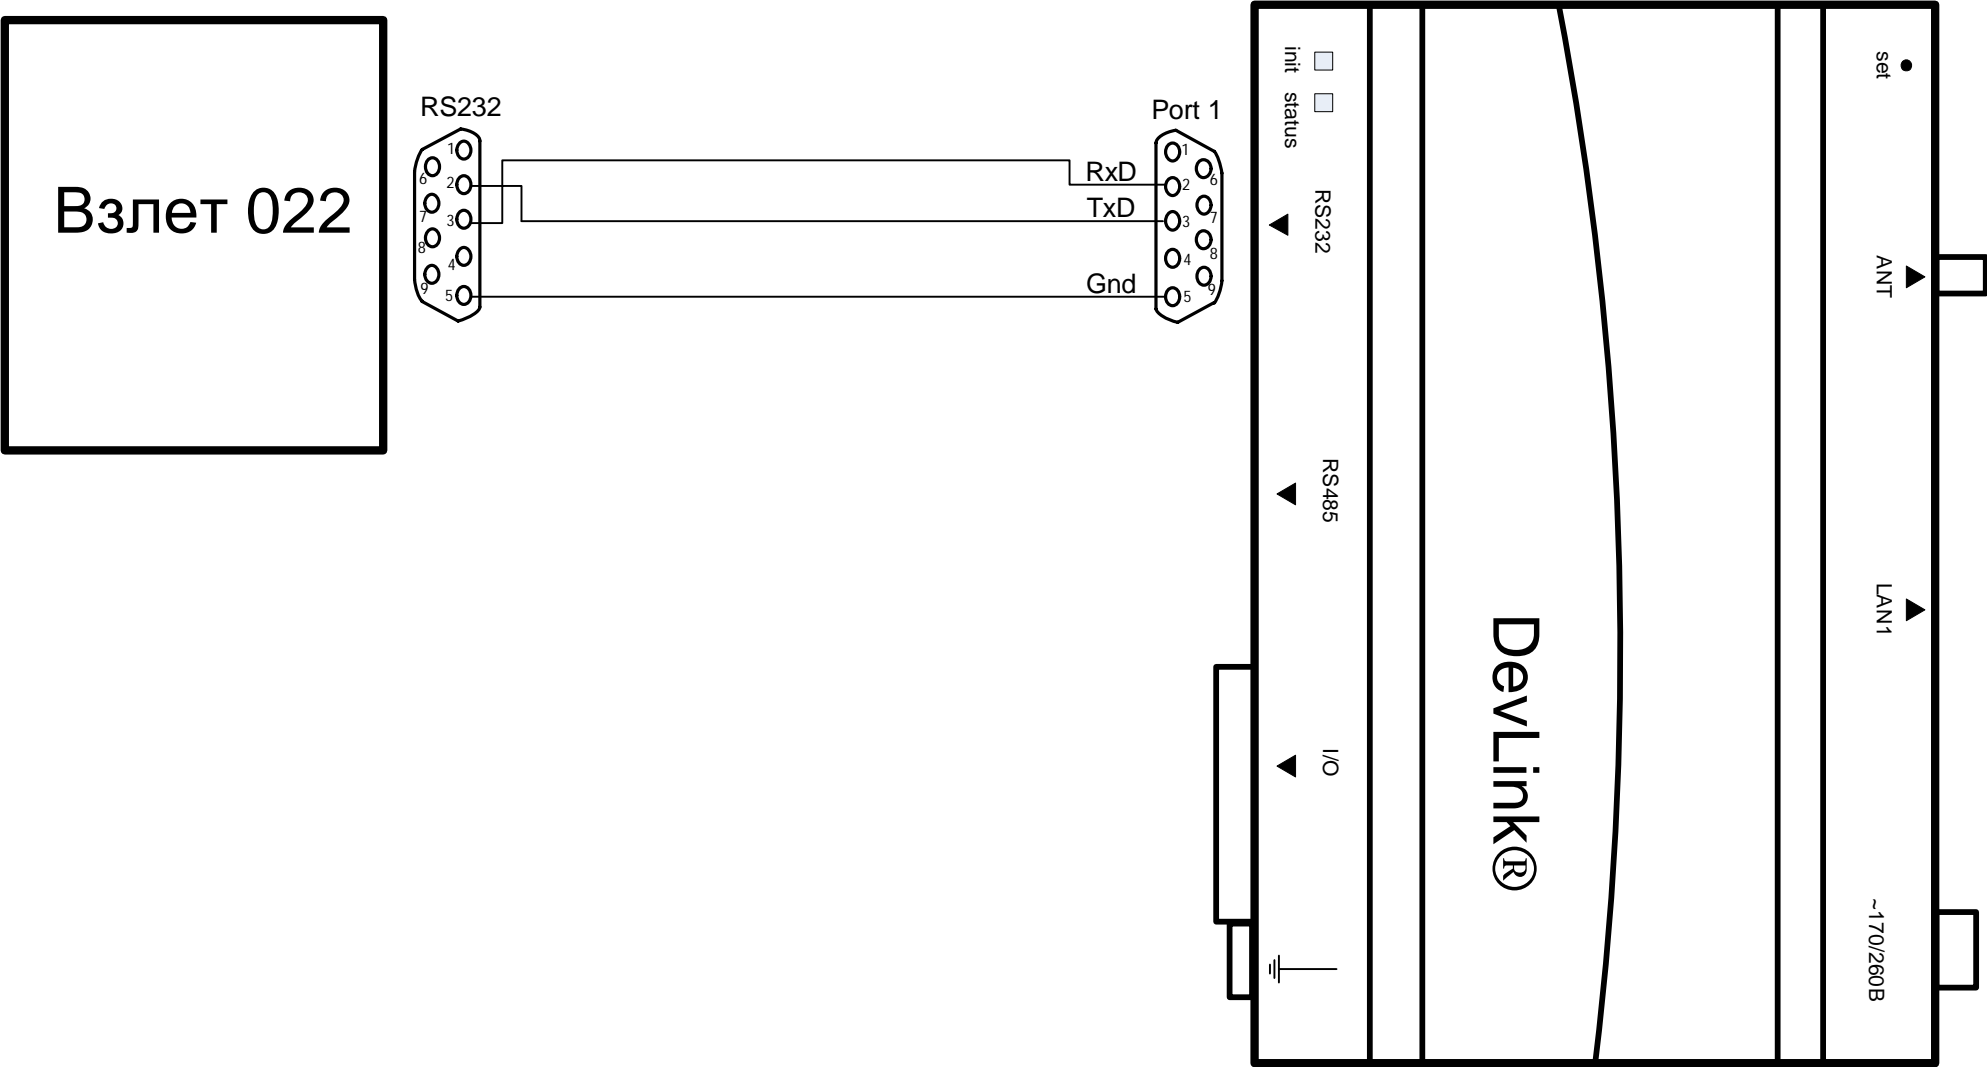 Взлет 022
RS232
1
2
3
4
5
6
7
8
9
RxD
TxD
Gnd
Port 1
1
2
3
4
5
6
7
8
9
init
status
RS232
RS485
I/O
DevLink®
set
ANT
LAN1
~170/260В